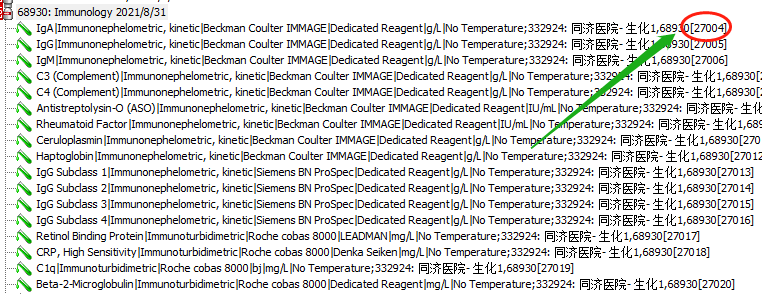 68930: Immunology 2021/8/31
IgA|Immunonephelometric, kinetic|Beckman Coulter IMMAGE|Dedicated Reagent|g/L|No Temperature;332924: 同济医院- 生化1,68930[27004]
IgG|Immunonephelometric, kinetic|Beckman Coulter IMMAGE|Dedicated Reagent|g/L|No Temperature;332924: 同济医院- 生化1,68930[27005]
IgM|Immunonephelometric, kinetic|Beckman Coulter IMMAGE|Dedicated Reagent|g/L|No Temperature;332924: 同济医院- 生化1,68930[27006]
C3 (Complement)|Immunonephelometric, kinetic|Beckman Coulter IMMAGE|Dedicated Reagent|g/L|No Temperature;332924: 同济医院- 生化1,68930[270
C4 (Complement)|Immunonephelometric, kinetic|Beckman Coulter IMMAGE|Dedicated Reagent|g/L|No Temperature;332924: 同济医院- 生化1,68930[270
Antistreptolysin-O (ASO)|Immunonephelometric, kinetic|Beckman Coulter IMMAGE|Dedicated Reagent|IU/mL|No Temperature;332924: 同济医院- 生化1,68
Rheumatoid Factor|Immunonephelometric, kinetic|Beckman Coulter IMMAGE|Dedicated Reagent|IU/mL|No Temperature;332924: 同济医院- 生化1,68930
Ceruloplasmin|Immunonephelometric, kinetic|Beckman Coulter IMMAGE|Dedicated Reagent|g/L|No Temperature;332924: 同济医院- 生化1,68930[27011
Haptoglobin|Immunonephelometric, kinetic|Beckman Coulter IMMAGE|Dedicated Reagent|g/L|No Temperature;332924: 同济医院- 生化1,68930[27012
IgG Subclass 1|Immunonephelometric, kinetic|Siemens BN ProSpec|Dedicated Reagent|g/L|No Temperature;332924: 同济医院- 生化1,68930[27013]
IgG Subclass 2|Immunonephelometric, kinetic|Siemens BN ProSpec|Dedicated Reagent|g/L|No Temperature;332924: 同济医院- 生化1,68930[27014]
IgG Subclass 3|Immunonephelometric, kinetic|Siemens BN ProSpec|Dedicated Reagent|g/L|No Temperature;332924: 同济医院- 生化1,68930[27015]
IgG Subclass 4|Immunonephelometric, kinetic|Siemens BN ProSpec|Dedicated Reagent|g/L|No Temperature;332924: 同济医院- 生化1,68930[27016]
Retinol Binding Protein|Immunoturbidimetric|Roche cobas 8000|LEADMAN|mg/L|No Temperature;332924: 同济医院- 生化1,68930[27017]
CRP, High Sensitivity|Immunoturbidimetric|Roche cobas 8000|Denka Seiken|mg/L|No Temperature;332924: 同济医院- 生化1,68930[27018]
C1q|Immunoturbidimetric|Roche cobas 8000|bj|mg/L|No Temperature;332924: 同济医院- 生化1,68930[27019]
Beta-2-Microglobulin|Immunoturbidimetric|Roche cobas 8000|Dedicated Reagent|mg/L|No Temperature;332924: 同济医院- 生化1,68930[27020]